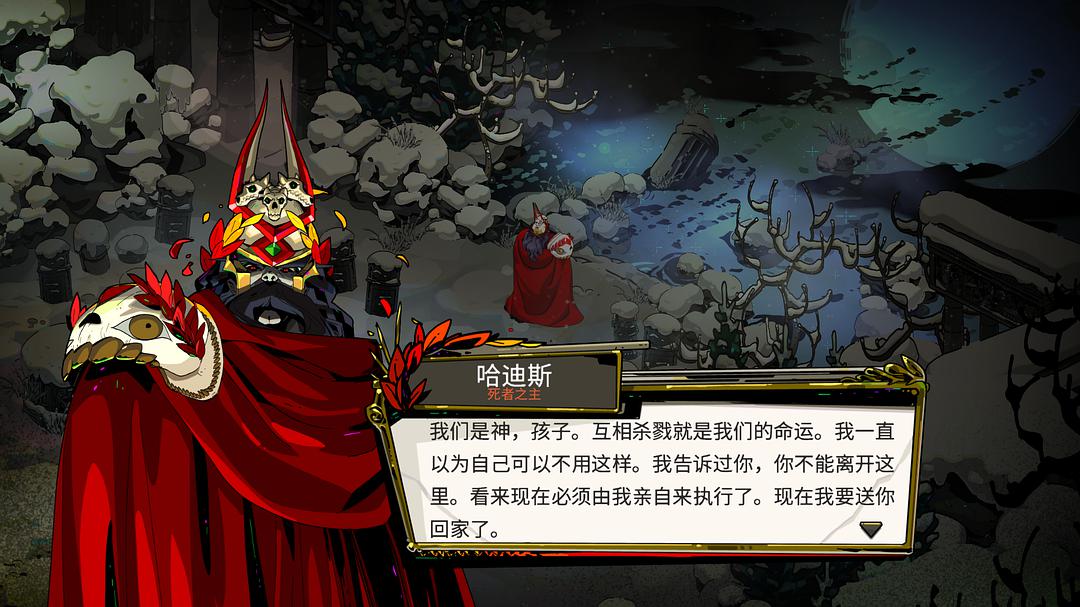 哈迪斯
死者之主
我们是神，孩子。互相杀戮就是我们的命运。我一直
以为自己可以不用这样。我告诉过你，你不能离开这
里。看来现在必须由我亲自来执行了。现在我要送你
回家了。